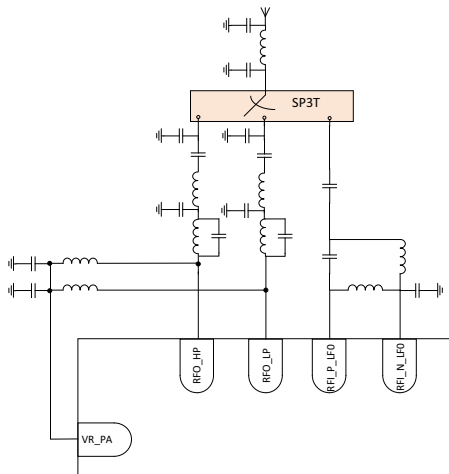 SP3T
RFO_HP
RFO_LP
RFI_P_LF0
RFI_N_LF0
VR_PA